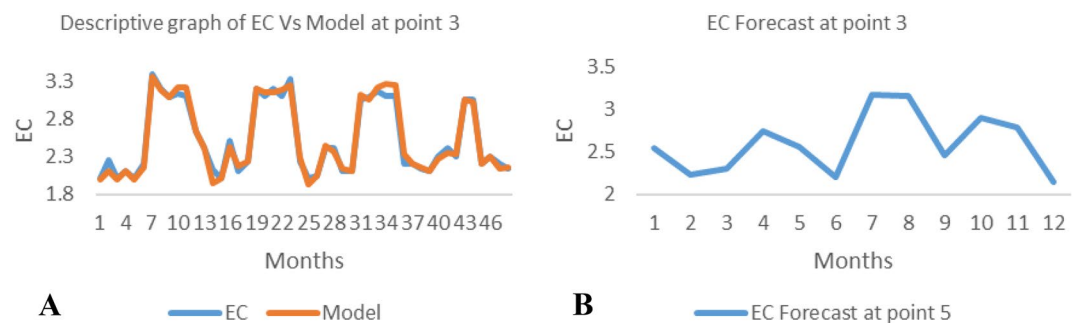 Descriptive graph of EC Vs Model at point 3
EC
3.3
2.8
2.3
1.8
1 4 7 10 13 16 19 22 25 28 31 34 37 40 43 46
Months
A
EC Model
EC Forecast at point 3
EC
3.5
3
2.5
2
1 2 3 4 5 6 7 8 9 10 11 12
Months
B
EC Forecast at point 5